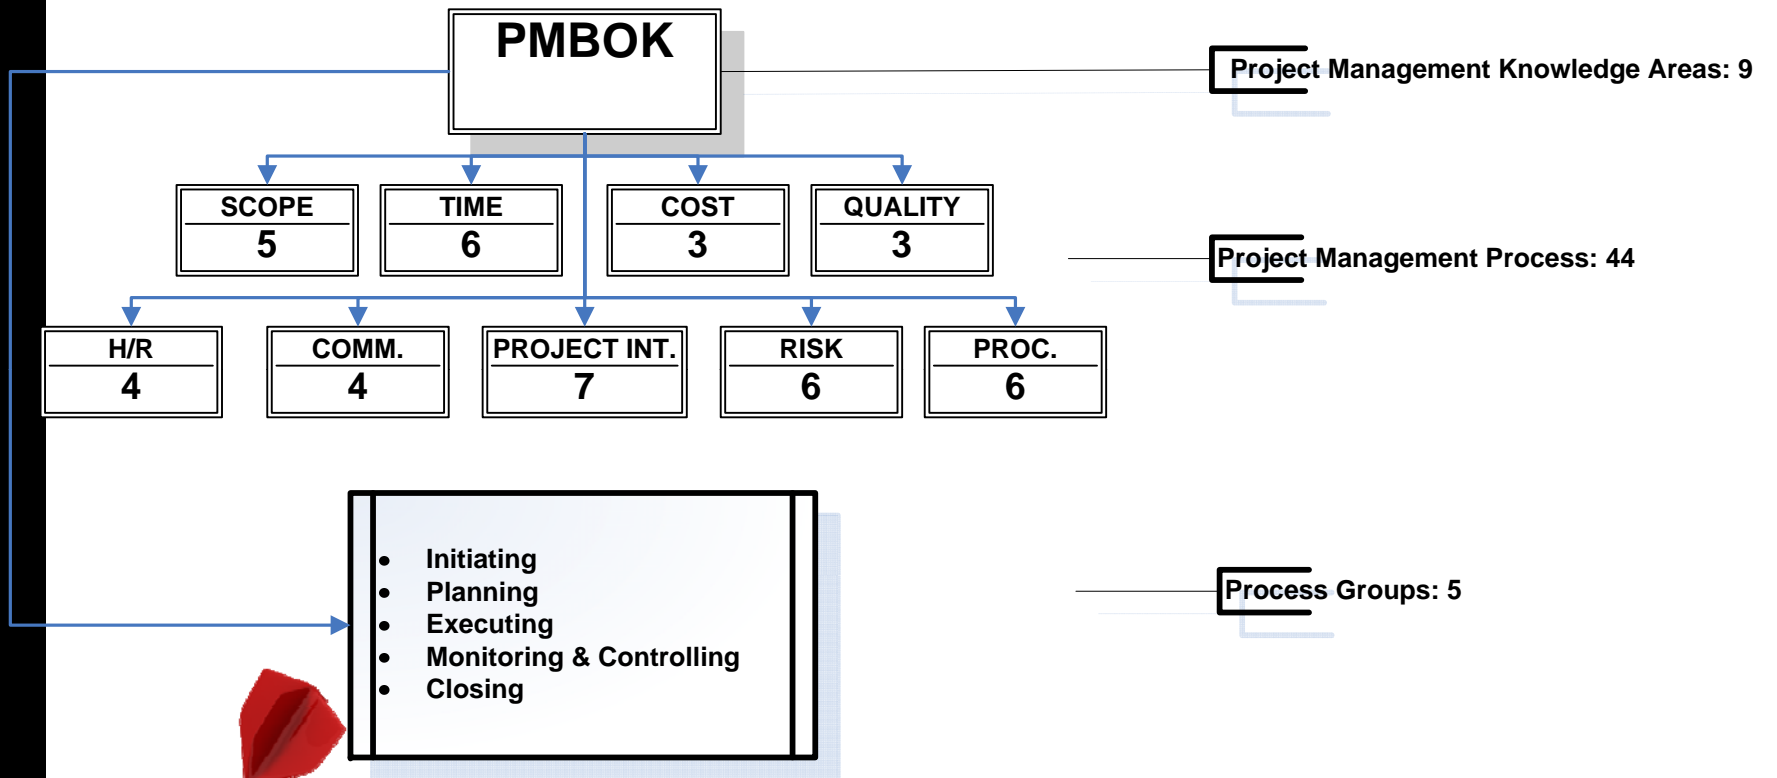 PMBOK
Project Management Knowledge Areas: 9
SCOPE
5
TIME
6
COST
3
QUALITY
3
Project Management Process: 44
H/R
4
COMM.
4
PROJECT INT.
7
RISK
6
PROC.
6
• Initiating
• Planning
• Executing
• Monitoring & Controlling
• Closing
Process Groups: 5